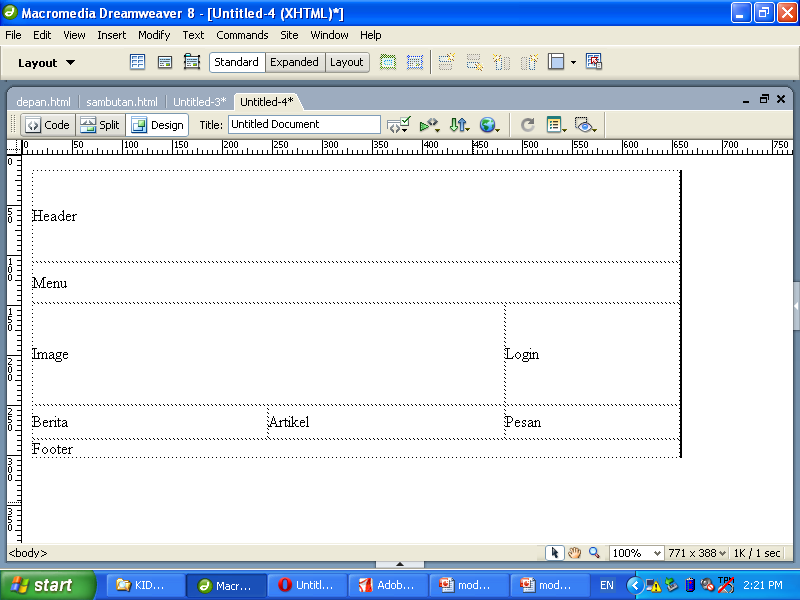 Macromedia Dreamweaver 8 - [Untitled-4 (XHTML)*]
File Edit View Insert Modify Text Commands Site Window Help
Layout Standard Expanded Layout
depan.html sambutan.html Untitled-3* Untitled-4*
Code Split Design Title: Untitled Document
0 50 100 150 200 250 300 350 400 450 500 550 600 650 700 750
0
50
100
150
200
250
300
350
Header
Menu
Image Login
Berita Artikel Pesan
Footer
<body> 100% 771 x 388 1K / 1 sec
start KID... Macr... Untitl... Adob... mod... mod... EN TPM 2:21 PM